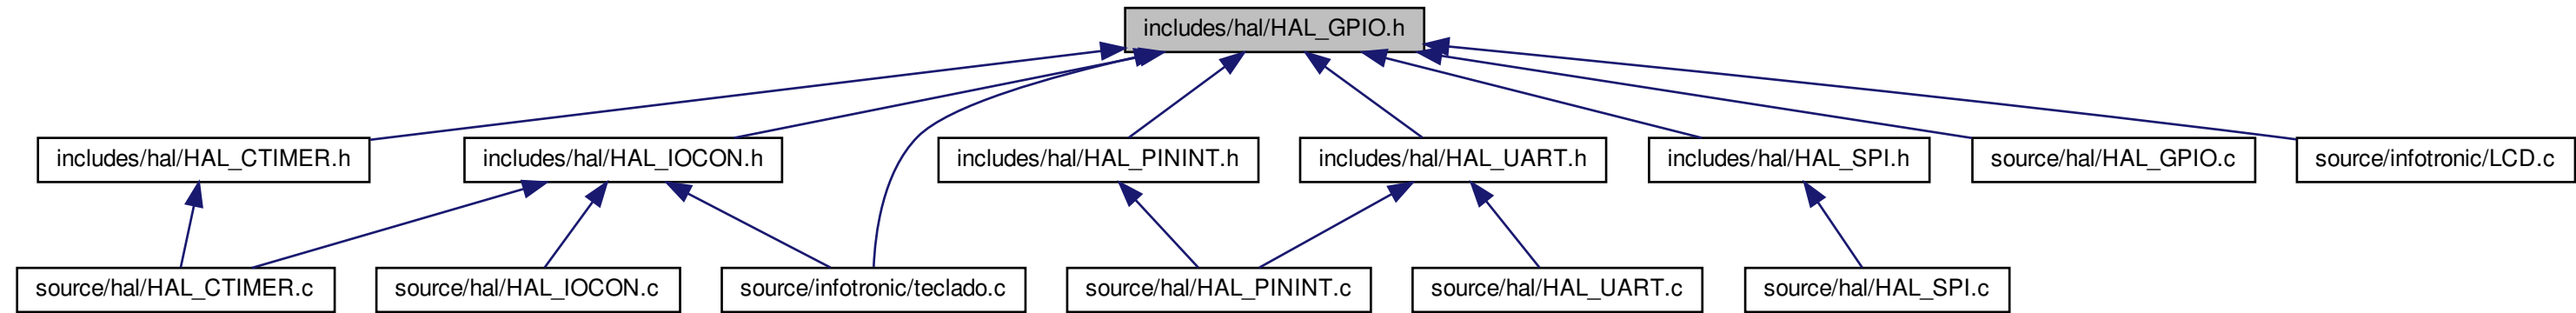 includes/hal/HAL_GPIO.h
includes/hal/HAL_CTIMER.h
includes/hal/HAL_IOCON.h
includes/hal/HAL_PININT.h
includes/hal/HAL_UART.h
includes/hal/HAL_SPI.h
source/hal/HAL_GPIO.c
source/infotronic/LCD.c
source/hal/HAL_CTIMER.c
source/hal/HAL_IOCON.c
source/infotronic/teclado.c
source/hal/HAL_PININT.c
source/hal/HAL_UART.c
source/hal/HAL_SPI.c